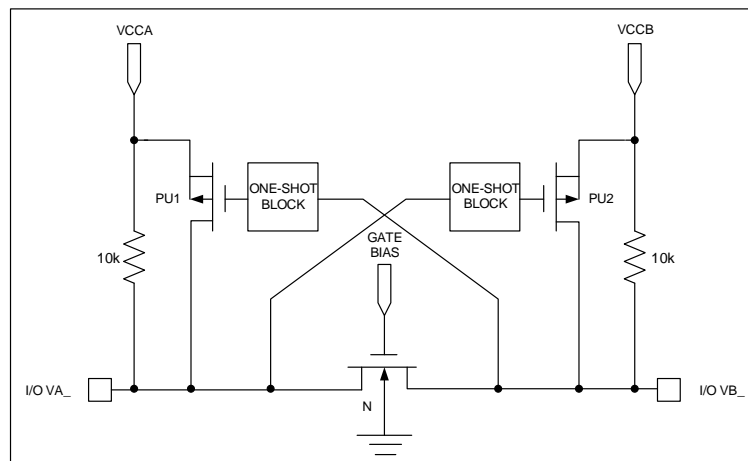 VCCA
VCCB
PU1
ONE-SHOT
BLOCK
ONE-SHOT
BLOCK
PU2
GATE
BIAS
10k
10k
I/O VA_
N
I/O VB_